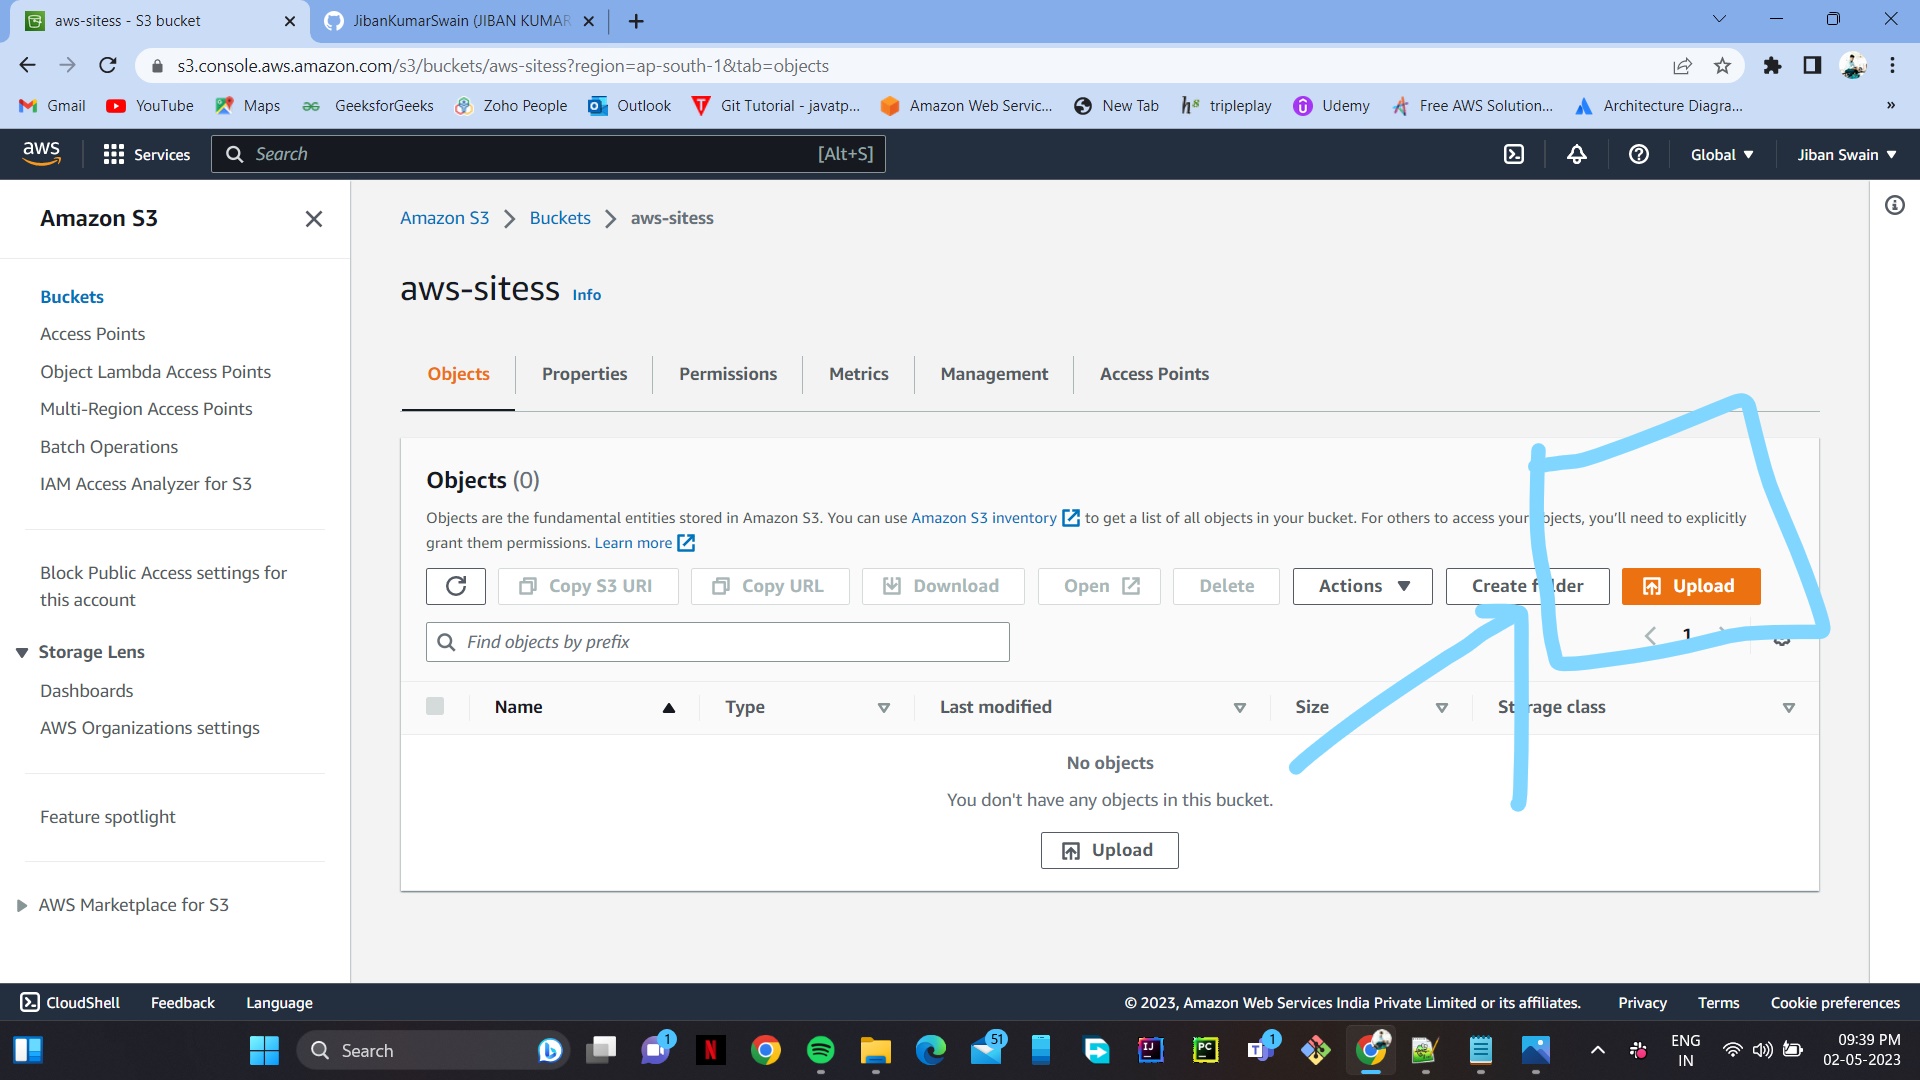 aws-sitess - S3 bucket
JibanKumarSwain (JIBAN KUMAR
s3.console.aws.amazon.com/s3/buckets/aws-sitess?region=ap-south-1&tab=objects
Gmail YouTube Maps GeeksforGeeks Zoho People Outlook Git Tutorial - javatp... Amazon Web Servic... New Tab tripleplay Udemy Free AWS Solution... Architecture Diagra... »
aws Services Search [Alt+S] Global Jiban Swain
Amazon S3
Buckets
Access Points
Object Lambda Access Points
Multi-Region Access Points
Batch Operations
IAM Access Analyzer for S3
Block Public Access settings for
this account
Storage Lens
Dashboards
AWS Organizations settings
Feature spotlight
AWS Marketplace for S3
Amazon S3 Buckets aws-sitess
aws-sitess Info
Objects Properties Permissions Metrics Management Access Points
Objects (0)
Objects are the fundamental entities stored in Amazon S3. You can use Amazon S3 inventory to get a list of all objects in your bucket. For others to access your objects, you'll need to explicitly
grant them permissions. Learn more
Copy S3 URI Copy URL Download Open Delete Actions Create folder Upload
Find objects by prefix
1
Name Type Last modified Size Storage class
No objects
You don't have any objects in this bucket.
Upload
CloudShell Feedback Language © 2023, Amazon Web Services India Private Limited or its affiliates. Privacy Terms Cookie preferences
Search 1 N 51 IJ PC T 1 ENG 09:39 PM
IN 02-05-2023